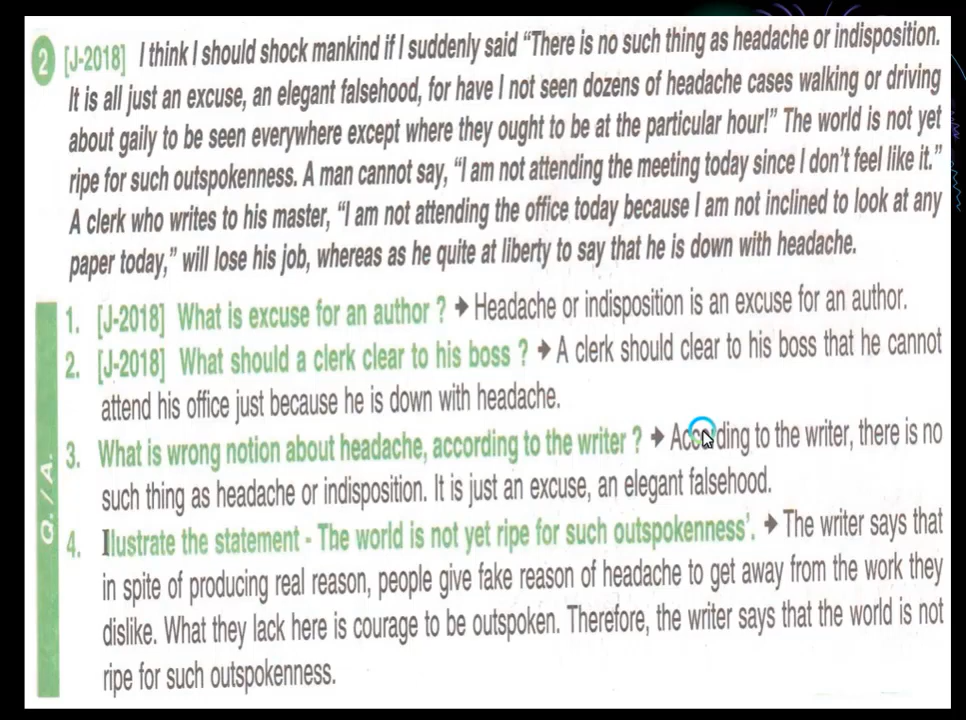 2 [J-2018] I think I should shock mankind if I suddenly said “There is no such thing as headache or indisposition.
It is all just an excuse, an elegant falsehood, for have I not seen dozens of headache cases walking or driving
about gaily to be seen everywhere except where they ought to be at the particular hour!” The world is not yet
ripe for such outspokenness. A man cannot say, “I am not attending the meeting today since I don’t feel like it.”
A clerk who writes to his master, “I am not attending the office today because I am not inclined to look at any
paper today,” will lose his job, whereas as he quite at liberty to say that he is down with headache.
1. [J-2018] What is excuse for an author ? ➔ Headache or indisposition is an excuse for an author.
2. [J-2018] What should a clerk clear to his boss ? ➔ A clerk should clear to his boss that he cannot
attend his office just because he is down with headache.
3. What is wrong notion about headache, according to the writer ? ➔ According to the writer, there is no
such thing as headache or indisposition. It is just an excuse, an elegant falsehood.
4. Illustrate the statement - The world is not yet ripe for such outspokenness'. ➔ The writer says that
in spite of producing real reason, people give fake reason of headache to get away from the work they
dislike. What they lack here is courage to be outspoken. Therefore, the writer says that the world is not
ripe for such outspokenness.
Q. / A.